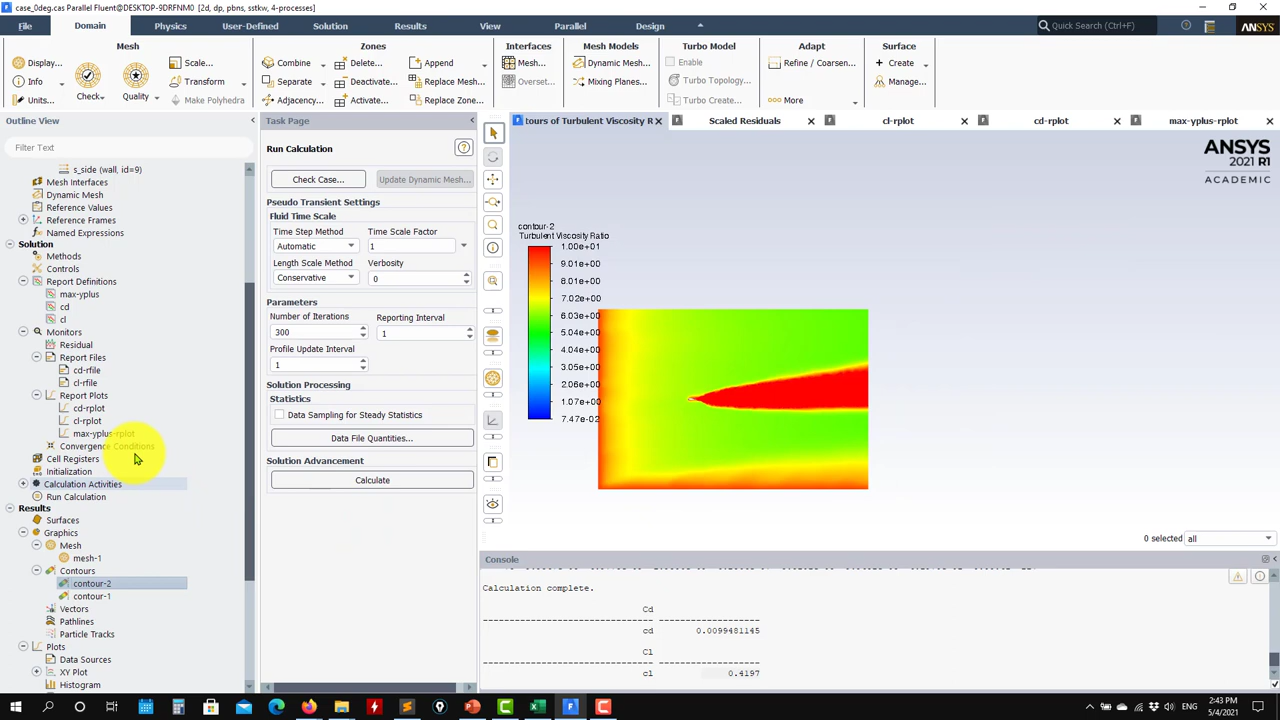 case_0deg.cas Parallel Fluent@DESKTOP-9DRFNM0 [2d, dp, pbns, sstkw, 4-processes]
File Domain Physics User-Defined Solution Results View Parallel Design Quick Search (Ctrl+F) ANSYS
Mesh Zones Interfaces Mesh Models Turbo Model Adapt Surface
Display... Scale... Combine Delete... Append Mesh... Dynamic Mesh... Enable Refine / Coarsen... Create
Info Transform Separate Deactivate... Replace Mesh... Overset... Mixing Planes... Turbo Topology... Manage...
Units... Check Quality Make Polyhedra Adjacency... Activate... Replace Zone... Turbo Create... More
Outline View
Filter Text
s_side (wall, id=9)
Mesh Interfaces
Dynamic Mesh
Reference Values
Reference Frames
Named Expressions
Solution
Methods
Controls
Report Definitions
max-yplus
cd
cl
Monitors
Residual
Report Files
cd-rfile
cl-rfile
Report Plots
cd-rplot
cl-rplot
max-yplus-rplot
Convergence Conditions
Cell Registers
Initialization
Calculation Activities
Run Calculation
Results
Surfaces
Graphics
Mesh
mesh-1
Contours
contour-2
contour-1
Vectors
Pathlines
Particle Tracks
Plots
Data Sources
XY Plot
Histogram
Task Page
Run Calculation
Check Case... Update Dynamic Mesh...
Pseudo Transient Settings
Fluid Time Scale
Time Step Method Time Scale Factor
Automatic 1
Length Scale Method Verbosity
Conservative 0
Parameters
Number of Iterations Reporting Interval
300 1
Profile Update Interval
1
Solution Processing
Statistics
Data Sampling for Steady Statistics
Data File Quantities...
Solution Advancement
Calculate
tours of Turbulent Viscosity R Scaled Residuals cl-rplot cd-rplot max-yplus-rplot
ANSYS
2021 R1
ACADEMIC
contour-2
Turbulent Viscosity Ratio
1.00e+01
9.01e+00
8.02e+00
7.02e+00
6.03e+00
5.04e+00
4.04e+00
3.05e+00
2.06e+00
1.07e+00
7.47e-02
0 selected all
Console
Calculation complete.
Cd
cd 0.0099481145
Cl
cl 0.4197
2:43 PM
ENG
5/4/2021